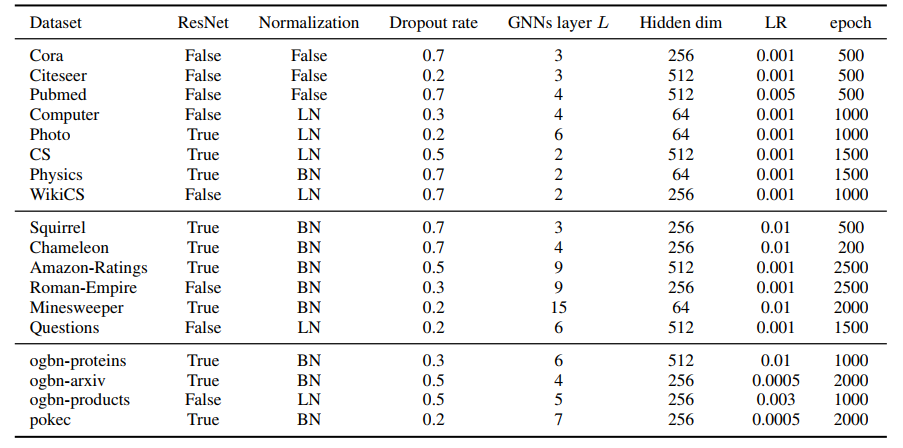 Dataset ResNet Normalization Dropout rate GNNs layer L Hidden dim LR epoch
Cora False False 0.7 3 256 0.001 500
Citeseer False False 0.2 3 512 0.001 500
Pubmed False False 0.7 4 512 0.005 500
Computer False LN 0.3 4 64 0.001 1000
Photo True LN 0.2 6 64 0.001 1000
CS True LN 0.5 2 512 0.001 1500
Physics True BN 0.7 2 64 0.001 1500
WikiCS False LN 0.7 2 256 0.001 1000
Squirrel True BN 0.7 3 256 0.01 500
Chameleon True BN 0.7 4 256 0.01 200
Amazon-Ratings True BN 0.5 9 512 0.001 2500
Roman-Empire False BN 0.3 9 256 0.001 2500
Minesweeper True BN 0.2 15 64 0.01 2000
Questions False LN 0.2 6 512 0.001 1500
ogbn-proteins True BN 0.3 6 512 0.01 1000
ogbn-arxiv True BN 0.5 4 256 0.0005 2000
ogbn-products False LN 0.5 5 256 0.003 1000
pokec True BN 0.2 7 256 0.0005 2000